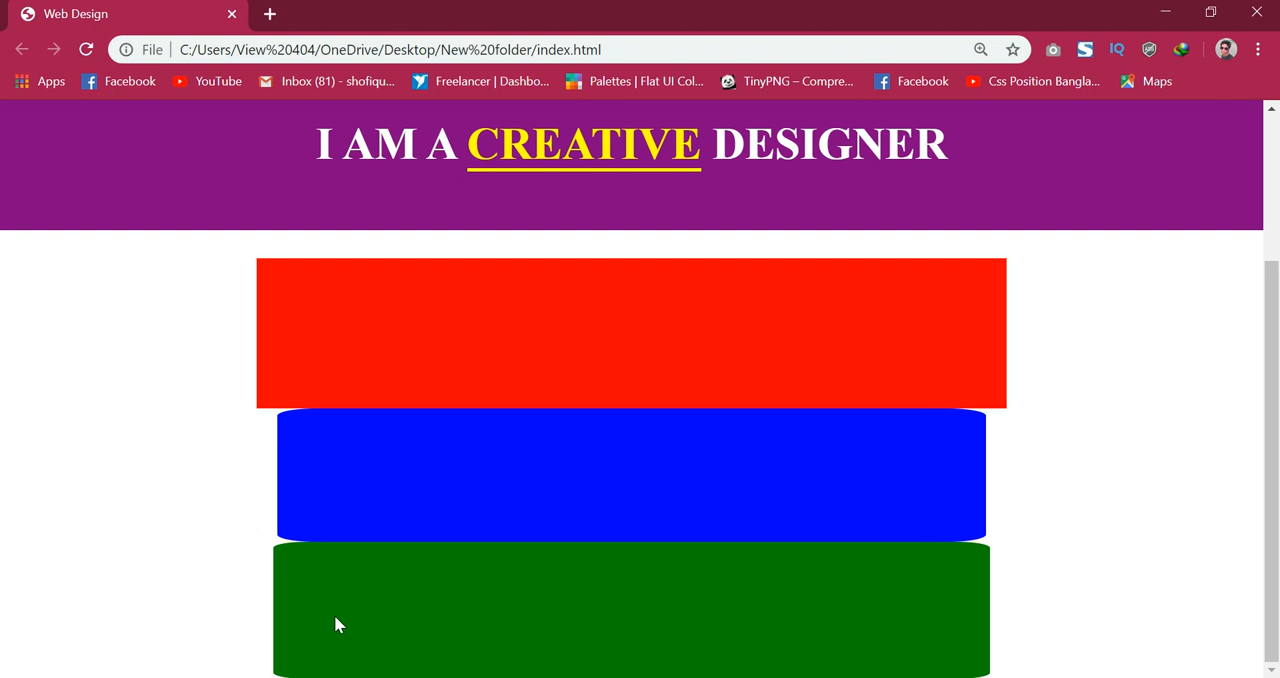 Web Design
File C:/Users/View%20404/OneDrive/Desktop/New%20folder/index.html
S IQ
Apps Facebook YouTube Inbox (81) - shofiqu... Freelancer | Dashbo... Palettes | Flat UI Col... TinyPNG – Compre... Facebook Css Position Bangla... Maps
I AM A CREATIVE DESIGNER